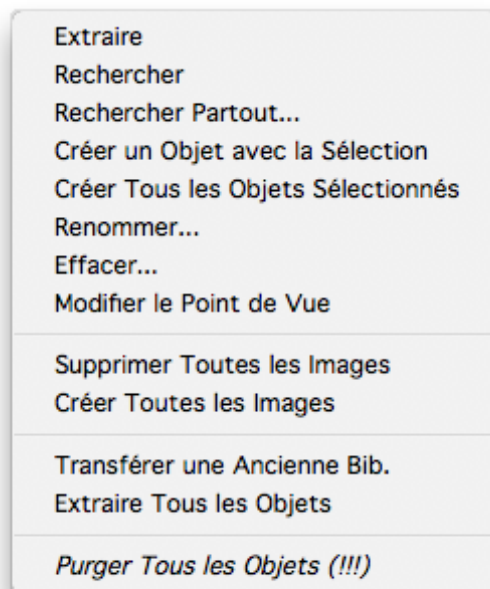 Extraire
Rechercher
Rechercher Partout...
Créer un Objet avec la Sélection
Créer Tous les Objets Sélectionnés
Renommer...
Effacer...
Modifier le Point de Vue
Supprimer Toutes les Images
Créer Toutes les Images
Transférer une Ancienne Bib.
Extraire Tous les Objets
Purger Tous les Objets (!!!)